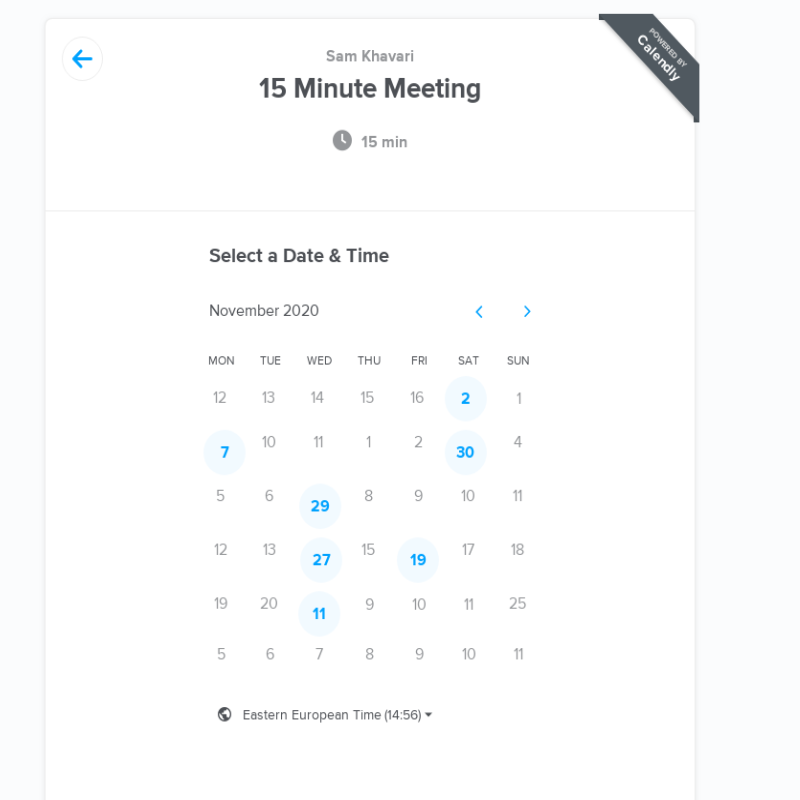 POWERED BY
Calendly
Sam Khavari
15 Minute Meeting
15 min
Select a Date & Time
November 2020
MON TUE WED THU FRI SAT SUN
12 13 14 15 16 2 1
7 10 11 1 2 30 4
5 6 29 8 9 10 11
12 13 27 15 19 17 18
19 20 11 9 10 11 25
5 6 7 8 9 10 11
Eastern European Time (14:56)